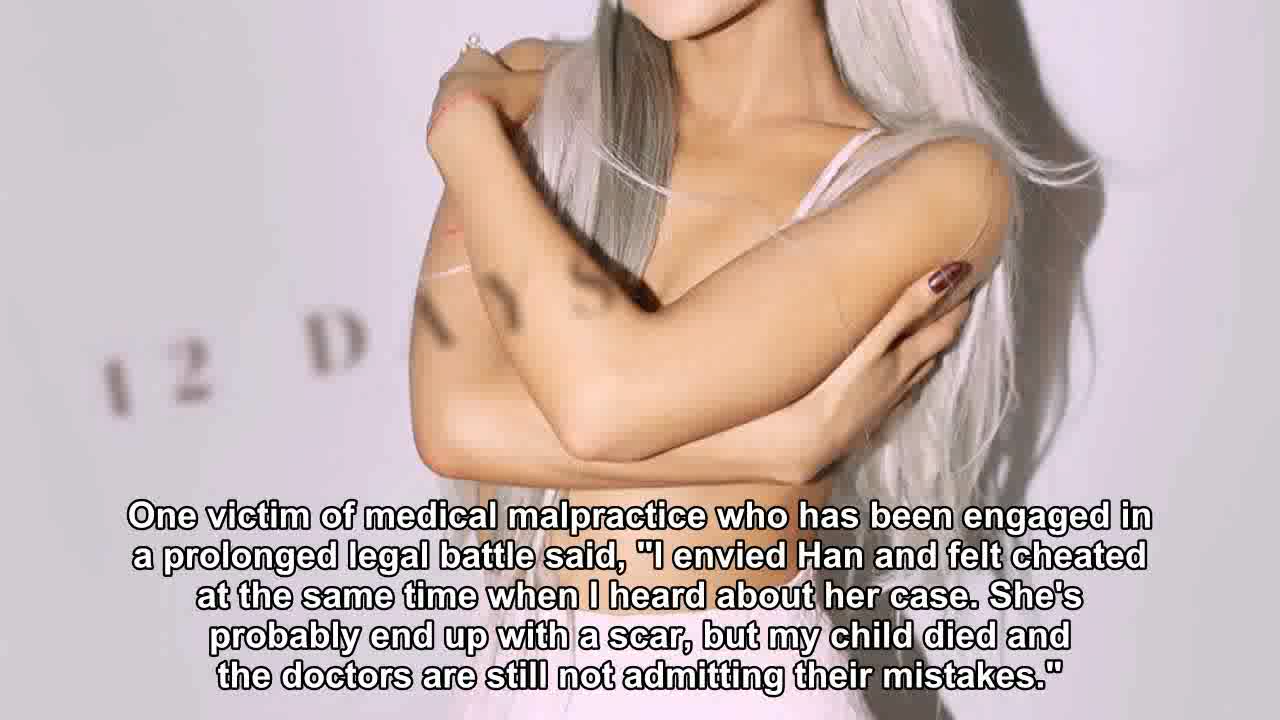 12 DAYS
One victim of medical malpractice who has been engaged in
a prolonged legal battle said, "I envied Han and felt cheated
at the same time when I heard about her case. She's
probably end up with a scar, but my child died and
the doctors are still not admitting their mistakes."